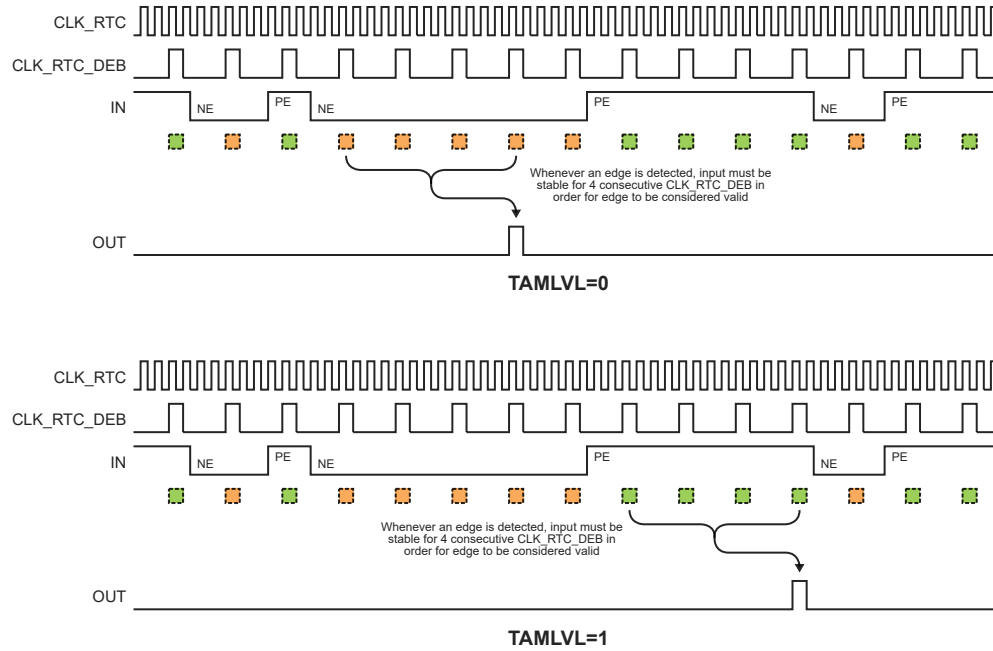 CLK_RTC
CLK_RTC_DEB
IN
NE
PE
NE
PE
NE
PE
Whenever an edge is detected, input must be
stable for 4 consecutive CLK_RTC_DEB in
order for edge to be considered valid
OUT
TAMLVL=0
CLK_RTC
CLK_RTC_DEB
IN
NE
PE
NE
PE
NE
PE
Whenever an edge is detected, input must be
stable for 4 consecutive CLK_RTC_DEB in
order for edge to be considered valid
OUT
TAMLVL=1